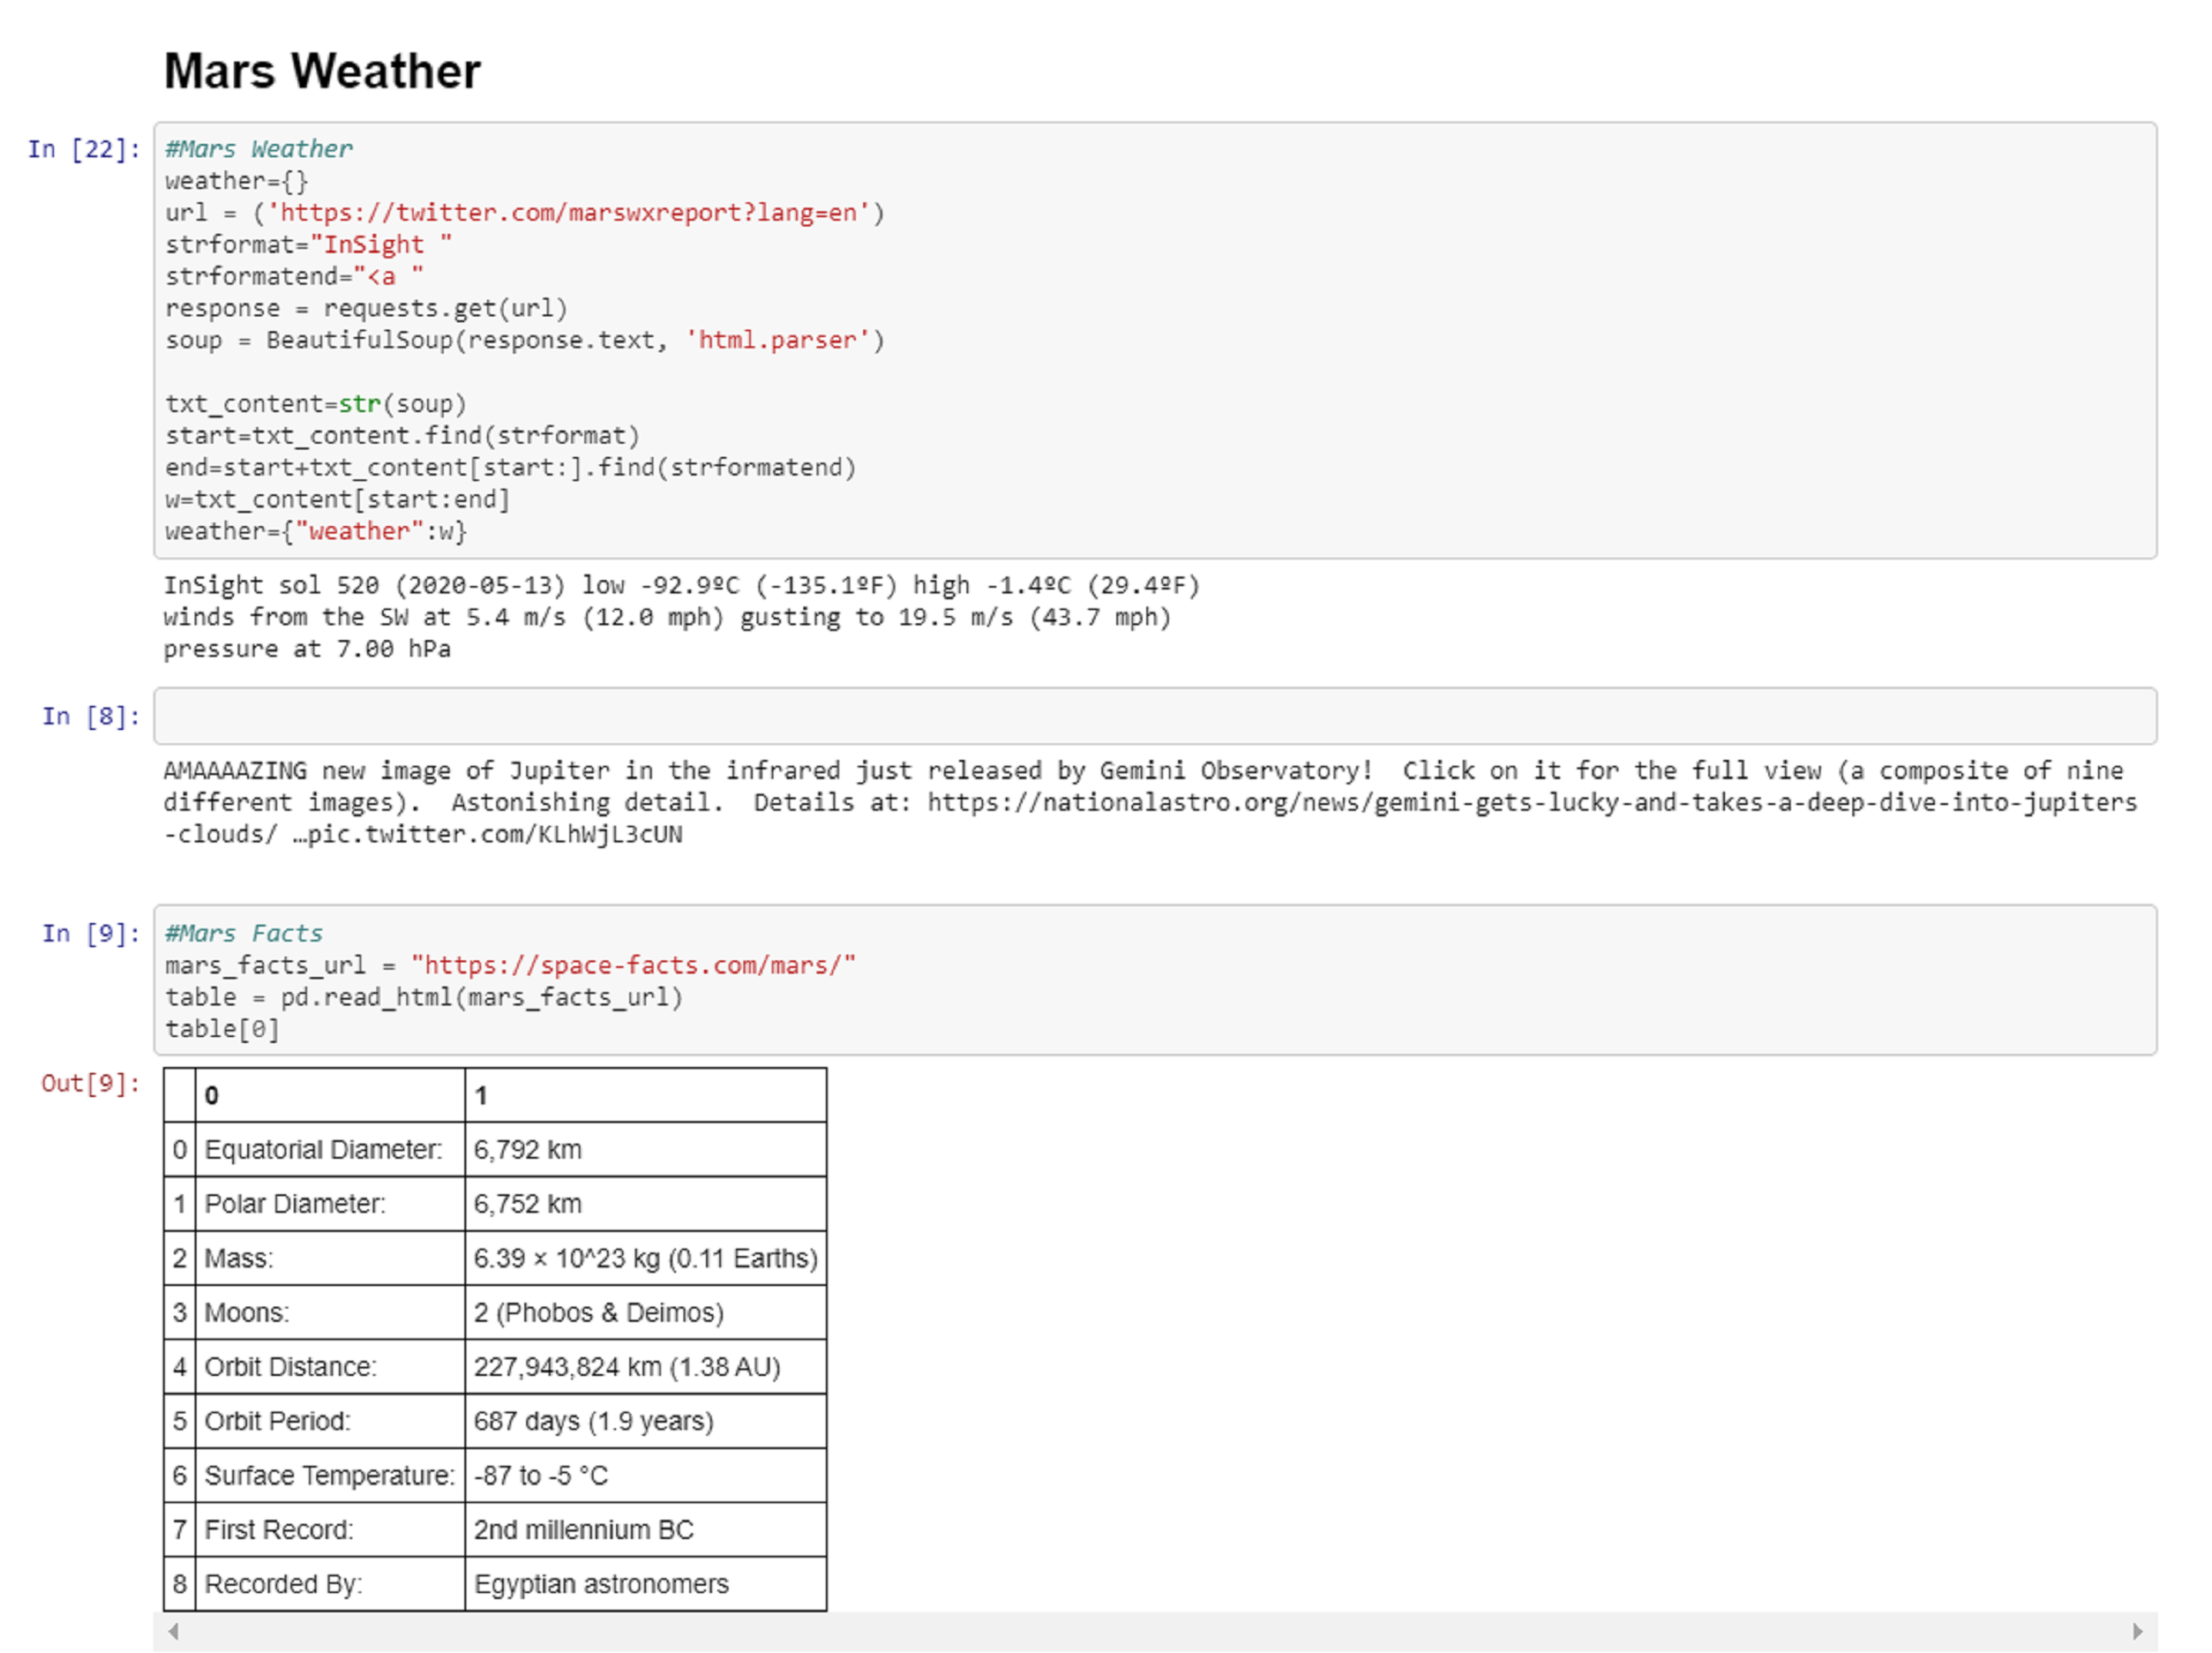 Mars Weather
In [22]:
#Mars Weather
weather={}
url = ('https://twitter.com/marswxreport?lang=en')
strformat="InSight "
strformatend="<a "
response = requests.get(url)
soup = BeautifulSoup(response.text, 'html.parser')
txt_content=str(soup)
start=txt_content.find(strformat)
end=start+txt_content[start:].find(strformatend)
w=txt_content[start:end]
weather={"weather":w}
InSight sol 520 (2020-05-13) low -92.9ºC (-135.1ºF) high -1.4ºC (29.4ºF)
winds from the SW at 5.4 m/s (12.0 mph) gusting to 19.5 m/s (43.7 mph)
pressure at 7.00 hPa
In [8]:
AMAAAAZING new image of Jupiter in the infrared just released by Gemini Observatory!  Click on it for the full view (a composite of nine
different images).  Astonishing detail.  Details at: https://nationalastro.org/news/gemini-gets-lucky-and-takes-a-deep-dive-into-jupiters
-clouds/ …pic.twitter.com/KLhWjL3cUN
In [9]:
#Mars Facts
mars_facts_url = "https://space-facts.com/mars/"
table = pd.read_html(mars_facts_url)
table[0]
Out[9]:
0 1
0 Equatorial Diameter: 6,792 km
1 Polar Diameter: 6,752 km
2 Mass: 6.39 × 10^23 kg (0.11 Earths)
3 Moons: 2 (Phobos & Deimos)
4 Orbit Distance: 227,943,824 km (1.38 AU)
5 Orbit Period: 687 days (1.9 years)
6 Surface Temperature: -87 to -5 °C
7 First Record: 2nd millennium BC
8 Recorded By: Egyptian astronomers